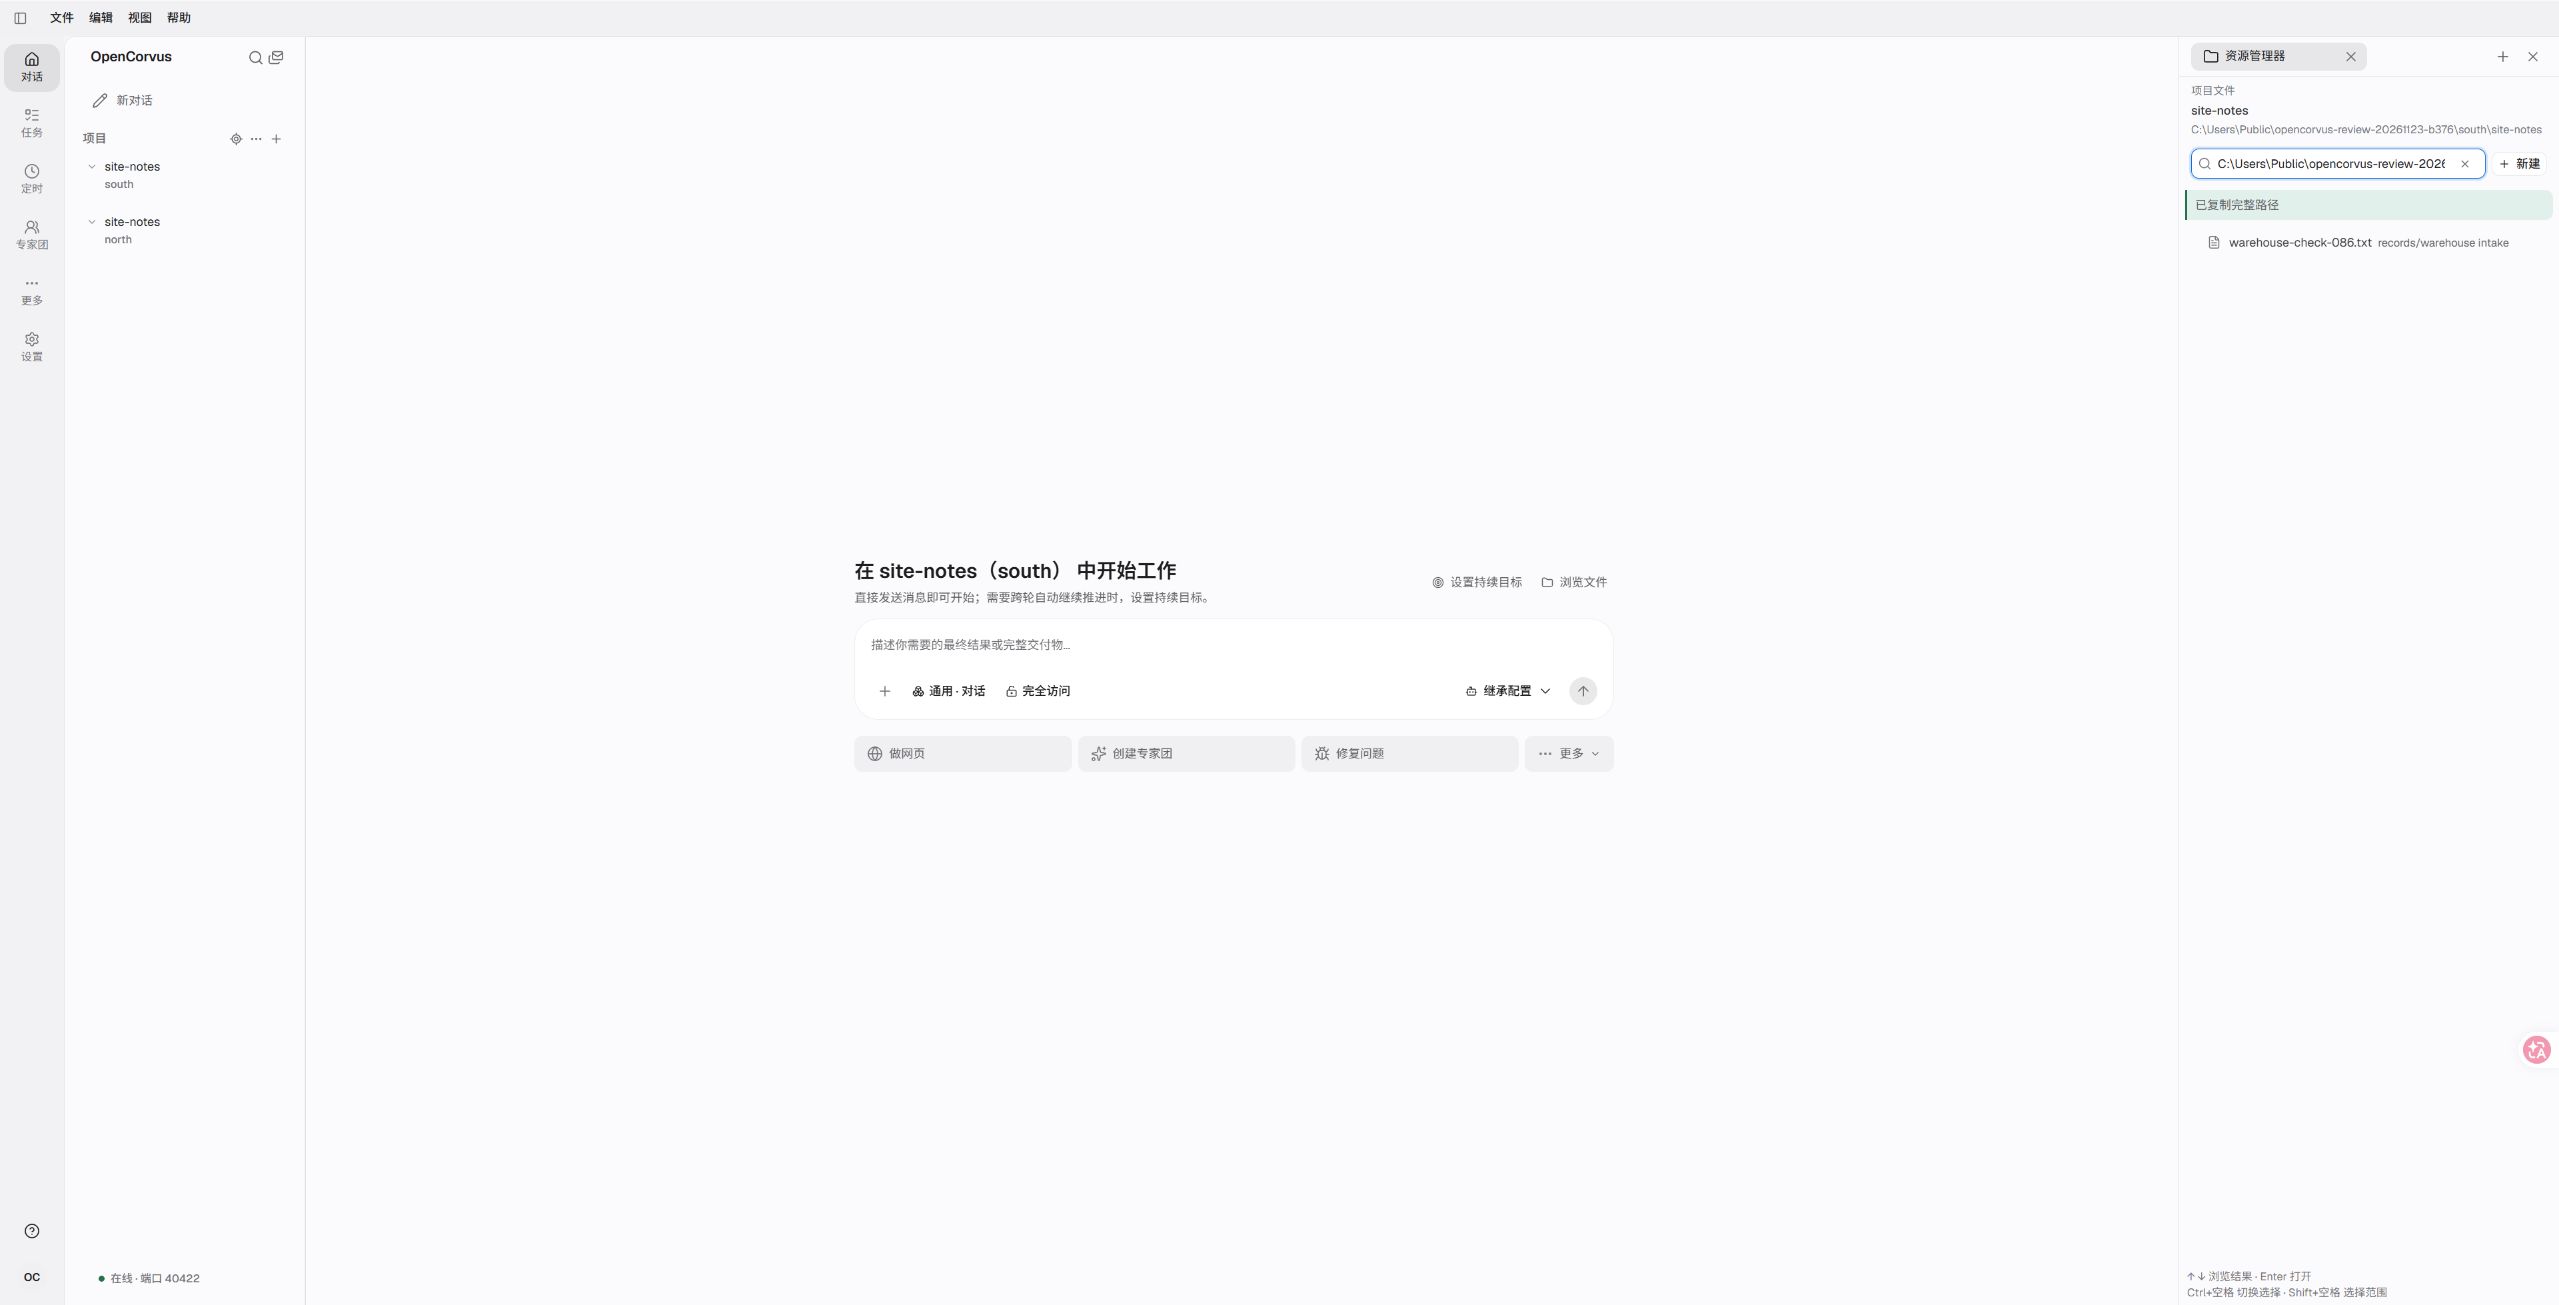 文件 编辑 视图 帮助
对话
任务
定时
专家团
更多
设置
OC
OpenCorvus
新对话
项目
site-notes
south
site-notes
north
在线 · 端口 40422
在 site-notes（south） 中开始工作
直接发送消息即可开始；需要跨轮自动继续推进时，设置持续目标。
设置持续目标 浏览文件
描述你需要的最终结果或完整交付物...
通用 · 对话 完全访问 继承配置
做网页 创建专家团 修复问题 更多
资源管理器
项目文件
site-notes
C:\Users\Public\opencorvus-review-20261123-b376\south\site-notes
C:\Users\Public\opencorvus-review-2026 新建
已复制完整路径
warehouse-check-086.txt records/warehouse intake
↑↓ 浏览结果 · Enter 打开
Ctrl+空格 切换选择 · Shift+空格 选择范围